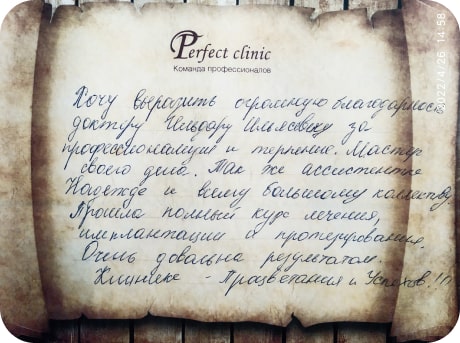 Perfect clinic
Команда профессионалов
2022/4/26 14:58
Хочу выразить огромную благодарность
доктору Ильдару Ильясовичу за
профессионализм и терпение. Мастер
своего дела. Так же ассистентке
Надежде и всему большому коллективу.
Прошла полный курс лечения,
имплантации и протезирования.
Очень довольна результатом.
Клинике - Процветания и Успехов!!!